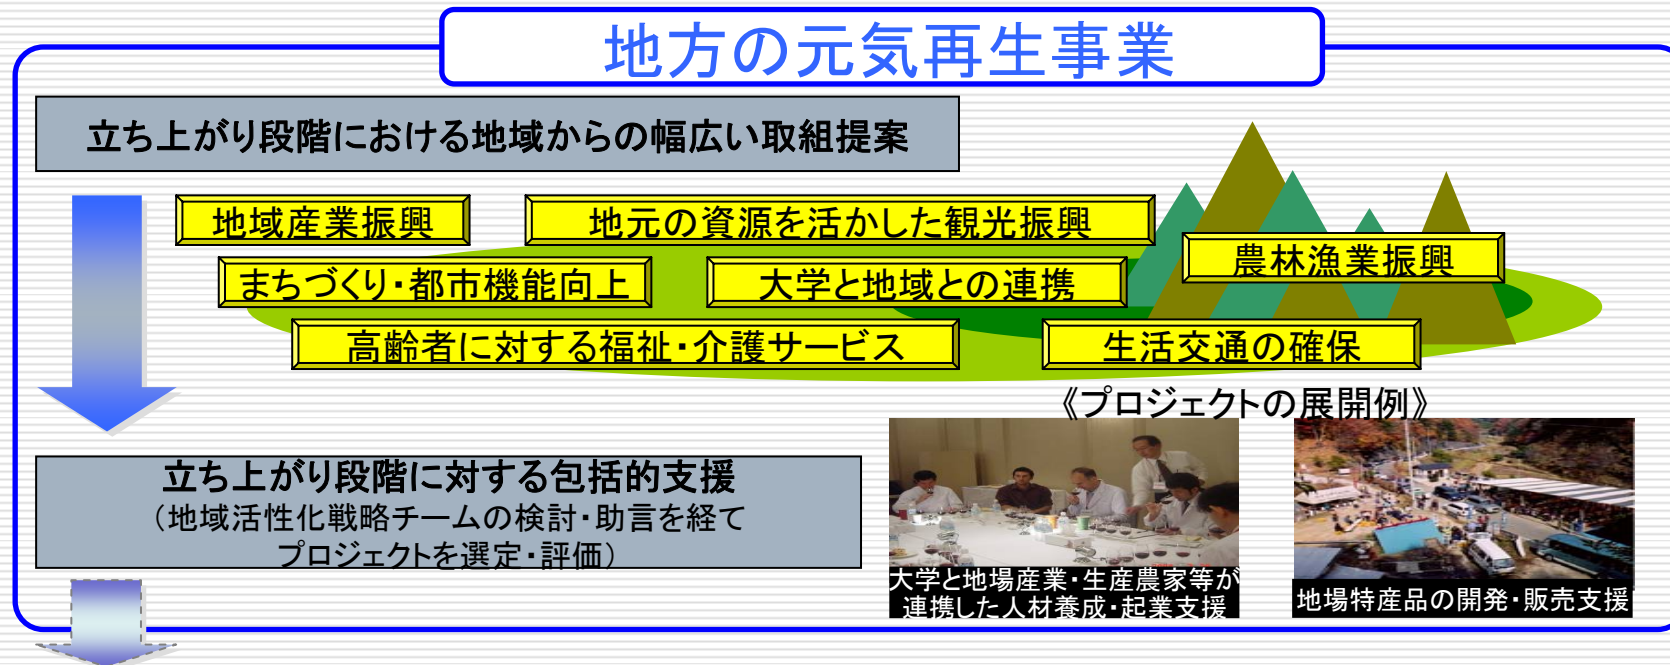 地方の元気再生事業
立ち上がり段階における地域からの幅広い取組提案
地域産業振興
地元の資源を活かした観光振興
農林漁業振興
まちづくり・都市機能向上
大学と地域との連携
高齢者に対する福祉・介護サービス
生活交通の確保
《プロジェクトの展開例》
立ち上がり段階に対する包括的支援
(地域活性化戦略チームの検討・助言を経て
プロジェクトを選定・評価)
大学と地場産業・生産農家等が
連携した人材養成・起業支援
地場特産品の開発・販売支援